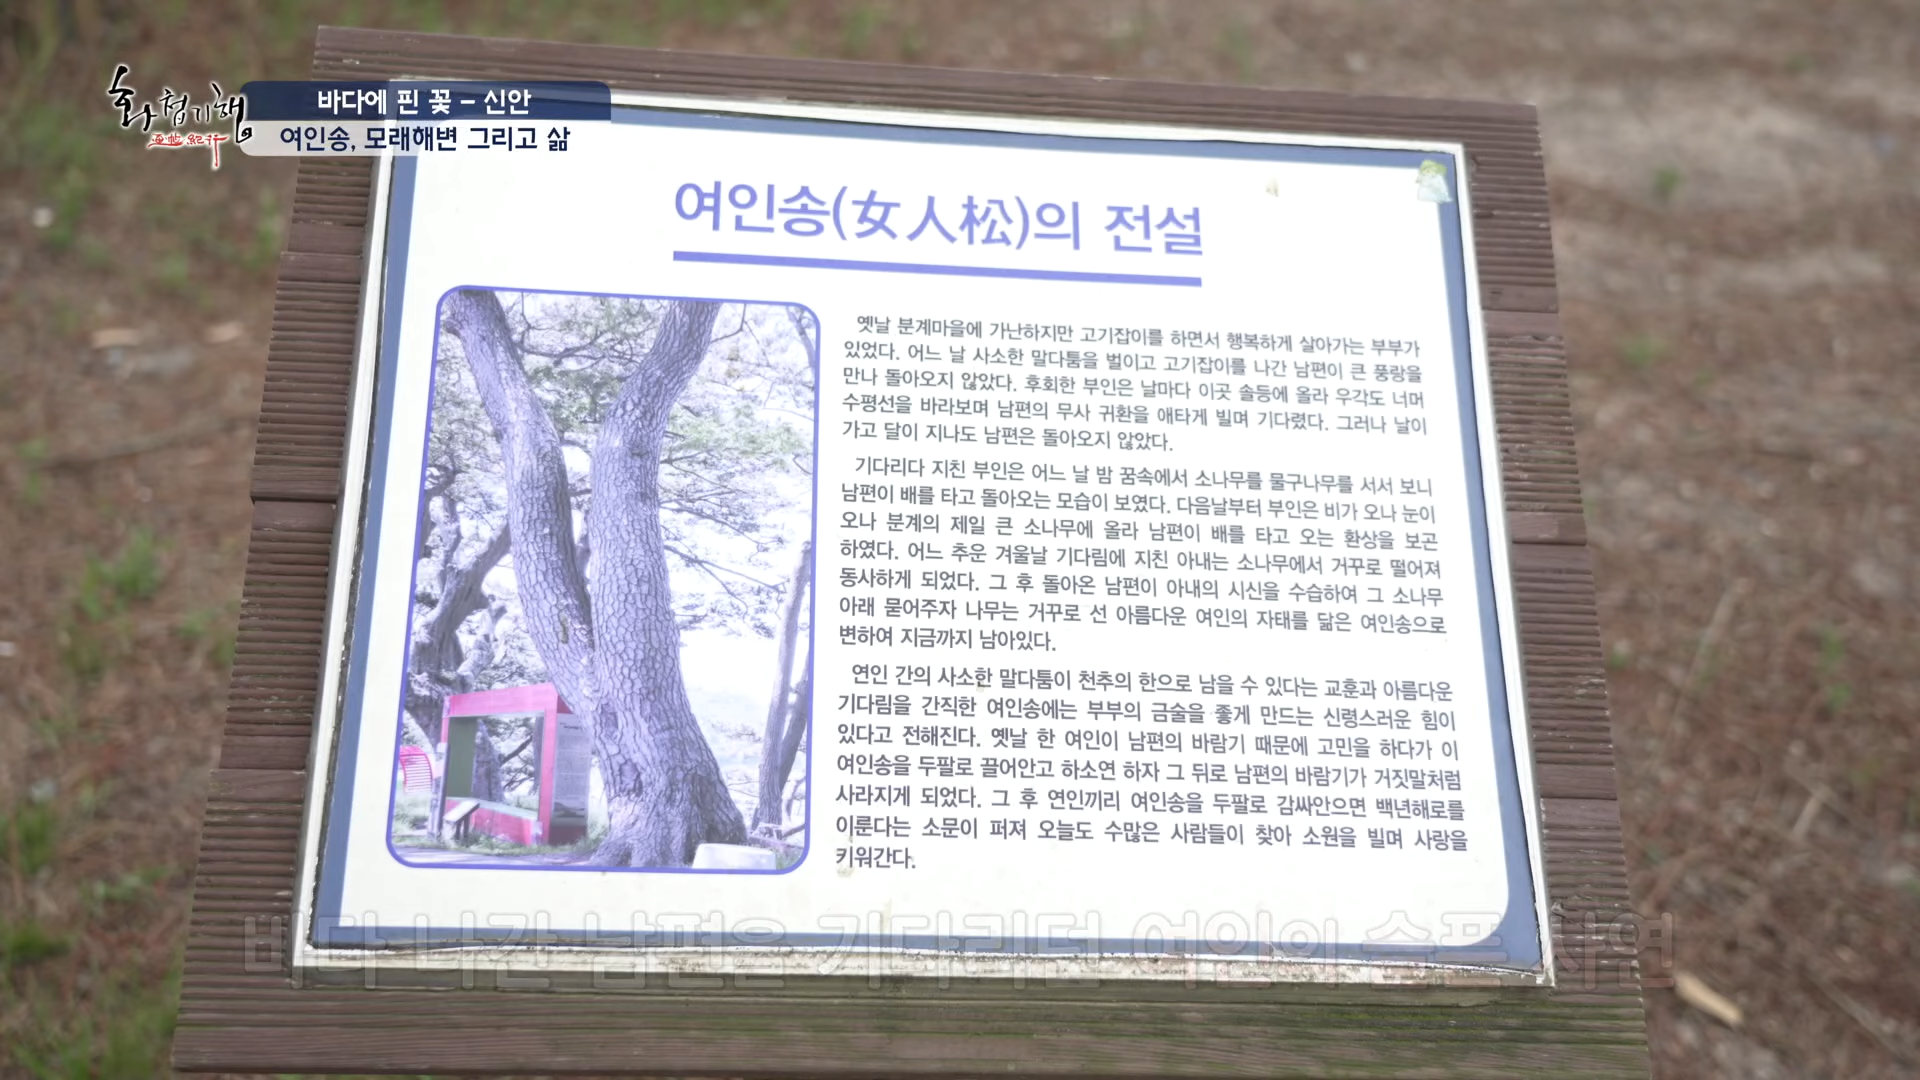 화첩기행
畵帖紀行
바다에 핀 꽃 – 신안
여인송, 모래해변 그리고 삶
여인송(女人松)의 전설
옛날 분계마을에 가난하지만 고기잡이를 하면서 행복하게 살아가는 부부가
있었다. 어느 날 사소한 말다툼을 벌이고 고기잡이를 나간 남편이 큰 풍랑을
만나 돌아오지 않았다. 후회한 부인은 날마다 이곳 솔등에 올라 우각도 너머
수평선을 바라보며 남편의 무사 귀환을 애타게 빌며 기다렸다. 그러나 날이
가고 달이 지나도 남편은 돌아오지 않았다.
기다리다 지친 부인은 어느 날 밤 꿈속에서 소나무를 물구나무를 서서 보니
남편이 배를 타고 돌아오는 모습이 보였다. 다음날부터 부인은 비가 오나 눈이
오나 분계의 제일 큰 소나무에 올라 남편이 배를 타고 오는 환상을 보곤
하였다. 어느 추운 겨울날 기다림에 지친 아내는 소나무에서 거꾸로 떨어져
동사하게 되었다. 그 후 돌아온 남편이 아내의 시신을 수습하여 그 소나무
아래 묻어주자 나무는 거꾸로 선 아름다운 여인의 자태를 닮은 여인송으로
변하여 지금까지 남아있다.
연인 간의 사소한 말다툼이 천추의 한으로 남을 수 있다는 교훈과 아름다운
기다림을 간직한 여인송에는 부부의 금술을 좋게 만드는 신령스러운 힘이
있다고 전해진다. 옛날 한 여인이 남편의 바람기 때문에 고민을 하다가 이
여인송을 두팔로 끌어안고 하소연 하자 그 뒤로 남편의 바람기가 거짓말처럼
사라지게 되었다. 그 후 연인끼리 여인송을 두팔로 감싸안으면 백년해로를
이룬다는 소문이 퍼져 오늘도 수많은 사람들이 찾아 소원을 빌며 사랑을
키워간다.
바다 나간 남편을 기다리던 여인의 슬픈 사연